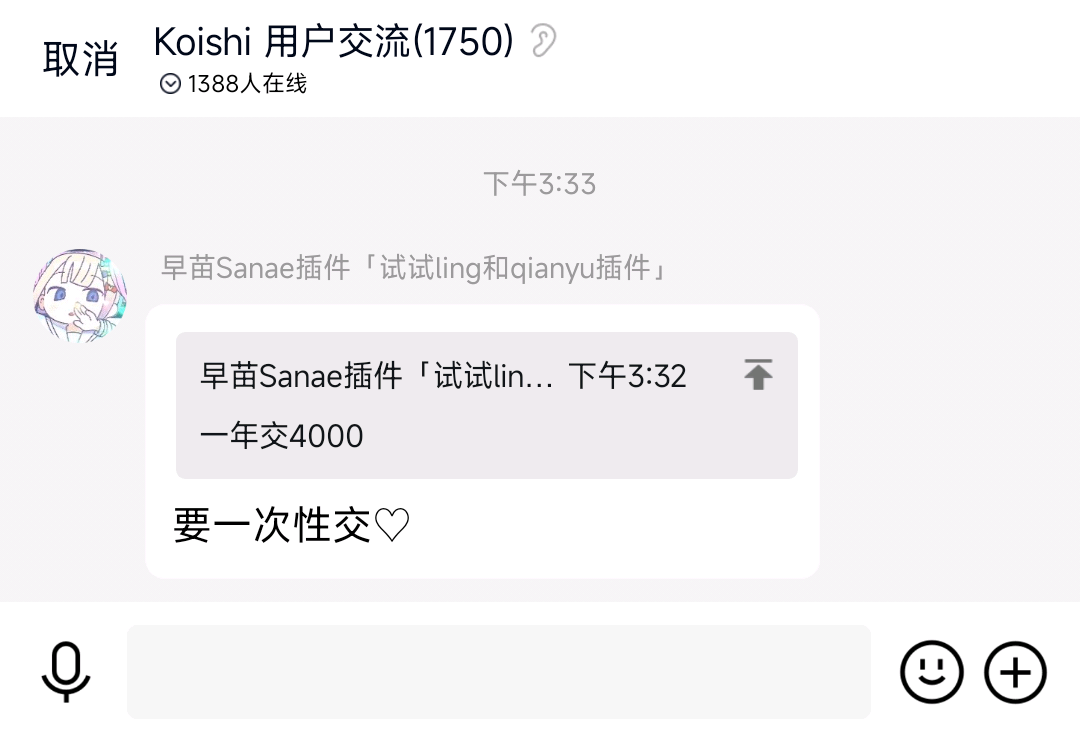 取消
Koishi 用户交流(1750)
1388人在线
下午3:33
早苗Sanae插件「试试ling和qianyu插件」
早苗Sanae插件「试试lin... 下午3:32
一年交4000
要一次性交♡